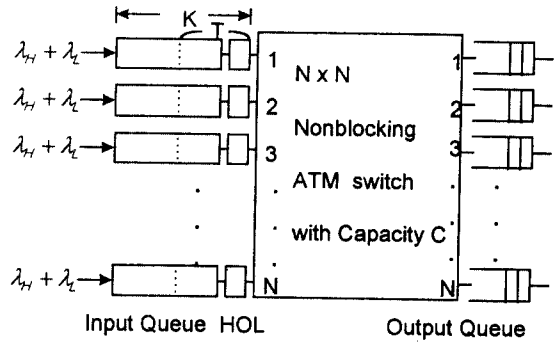 K
T
λH + λL 1 N x N 1
λH + λL 2 Nonblocking 2
λH + λL 3 ATM switch 3
with Capacity C
λH + λL N N
Input Queue HOL Output Queue